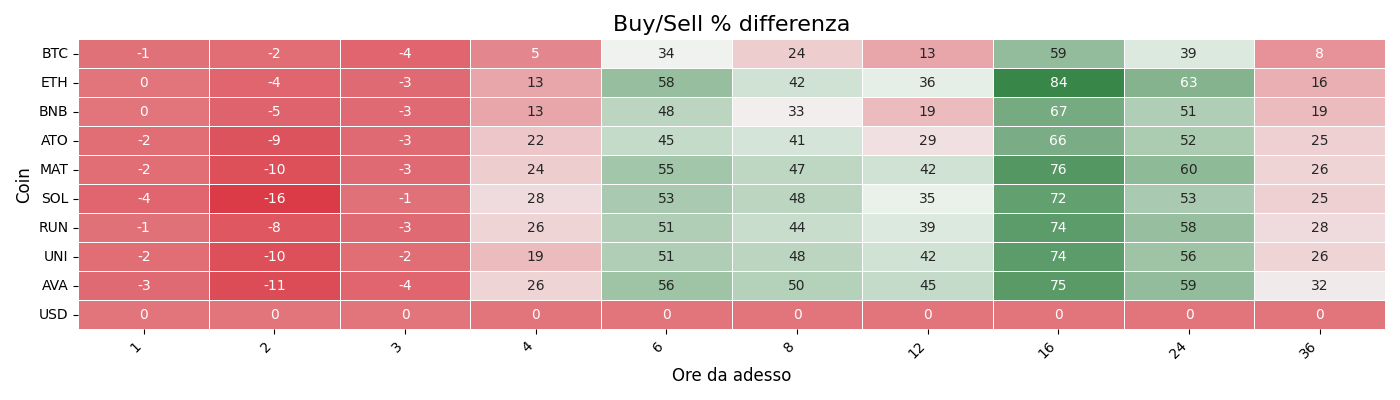 Buy/Sell % differenza
Coin
BTC -1 -2 -4 5 34 24 13 59 39 8
ETH 0 -4 -3 13 58 42 36 84 63 16
BNB 0 -5 -3 13 48 33 19 67 51 19
ATO -2 -9 -3 22 45 41 29 66 52 25
MAT -2 -10 -3 24 55 47 42 76 60 26
SOL -4 -16 -1 28 53 48 35 72 53 25
RUN -1 -8 -3 26 51 44 39 74 58 28
UNI -2 -10 -2 19 51 48 42 74 56 26
AVA -3 -11 -4 26 56 50 45 75 59 32
USD 0 0 0 0 0 0 0 0 0 0
1 2 3 4 6 8 12 16 24 36
Ore da adesso